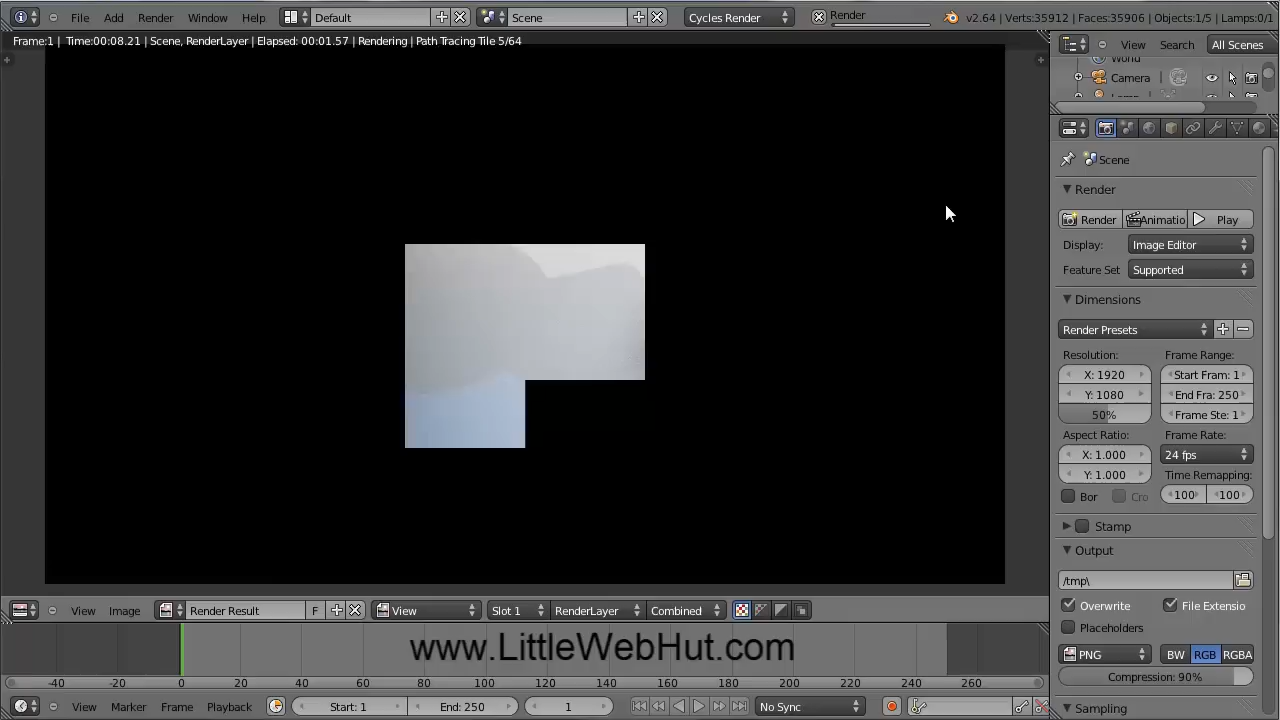 File Add Render Window Help Default Scene Cycles Render Render v2.64 | Verts:35912 | Faces:35906 | Objects:1/5 | Lamps:0/1
Frame:1 | Time:00:08.21 | Scene, RenderLayer | Elapsed: 00:01.57 | Rendering | Path Tracing Tile 5/64
View Search All Scenes
World
Camera
Scene
Render
Render Animatio Play
Display: Image Editor
Feature Set Supported
Dimensions
Render Presets
Resolution: Frame Range:
X: 1920 Start Fram: 1
Y: 1080 End Fra: 250
50% Frame Ste: 1
Aspect Ratio: Frame Rate:
X: 1.000 24 fps
Y: 1.000 Time Remapping:
Bor Cro 100 100
Stamp
Output
/tmp\
Overwrite File Extensio
Placeholders
PNG BW RGB RGBA
Compression: 90%
Sampling
View Image Render Result F View Slot 1 RenderLayer Combined
www.LittleWebHut.com
-40 -20 0 20 40 60 80 100 120 140 160 180 200 220 240 260
View Marker Frame Playback Start: 1 End: 250 1 No Sync